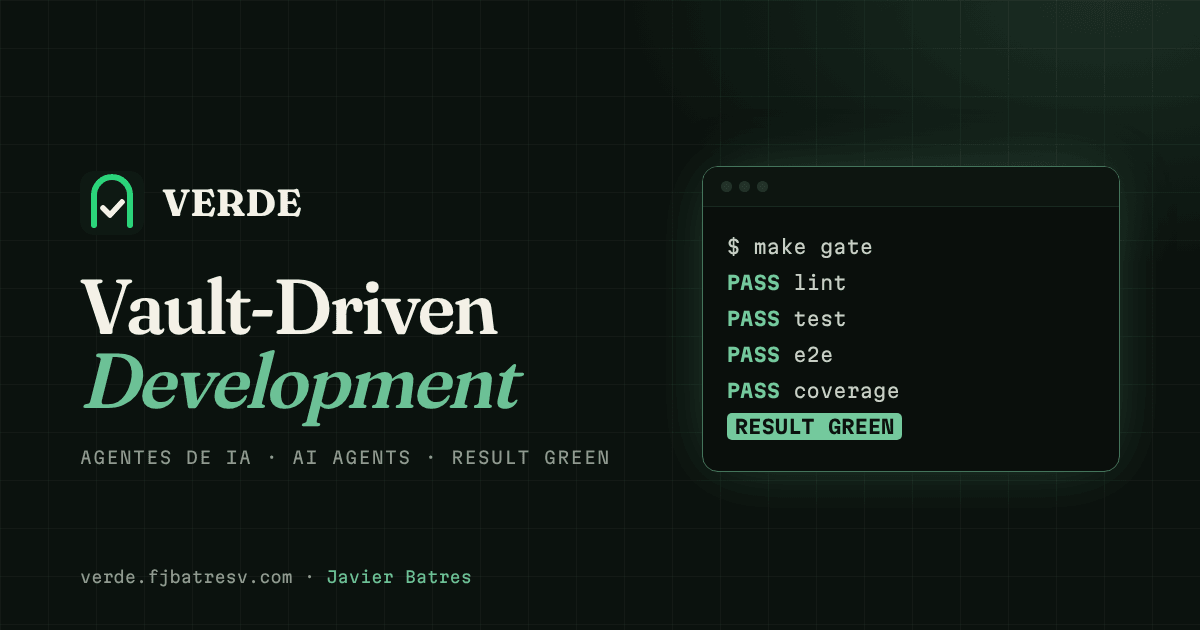 VERDE
Vault-Driven
Development
AGENTES DE IA · AI AGENTS · RESULT GREEN
verde.fjbatresv.com · Javier Batres
$ make gate
PASS lint
PASS test
PASS e2e
PASS coverage
RESULT GREEN